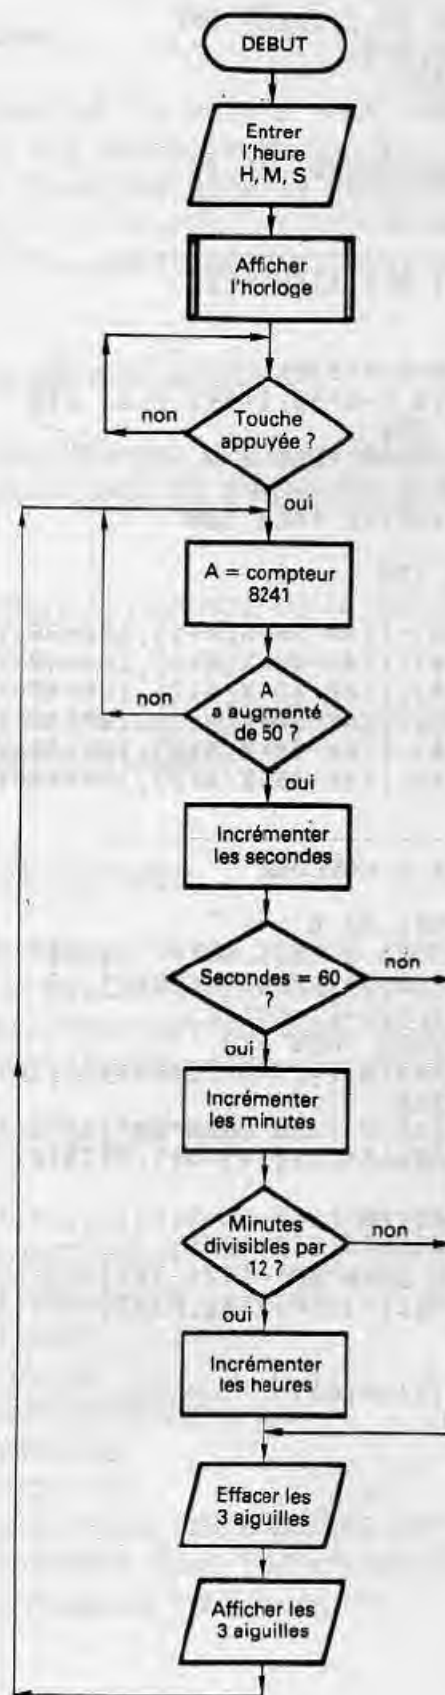 DEBUT
Entrer
l'heure
H, M, S
Afficher
l'horloge
non
Touche
appuyée ?
oui
A = compteur
8241
non
A
a augmenté
de 50 ?
oui
Incrémenter
les secondes
Secondes = 60
?
non
oui
Incrémenter
les minutes
Minutes
divisibles par
12 ?
non
oui
Incrémenter
les heures
Effacer les
3 aiguilles
Afficher les
3 aiguilles